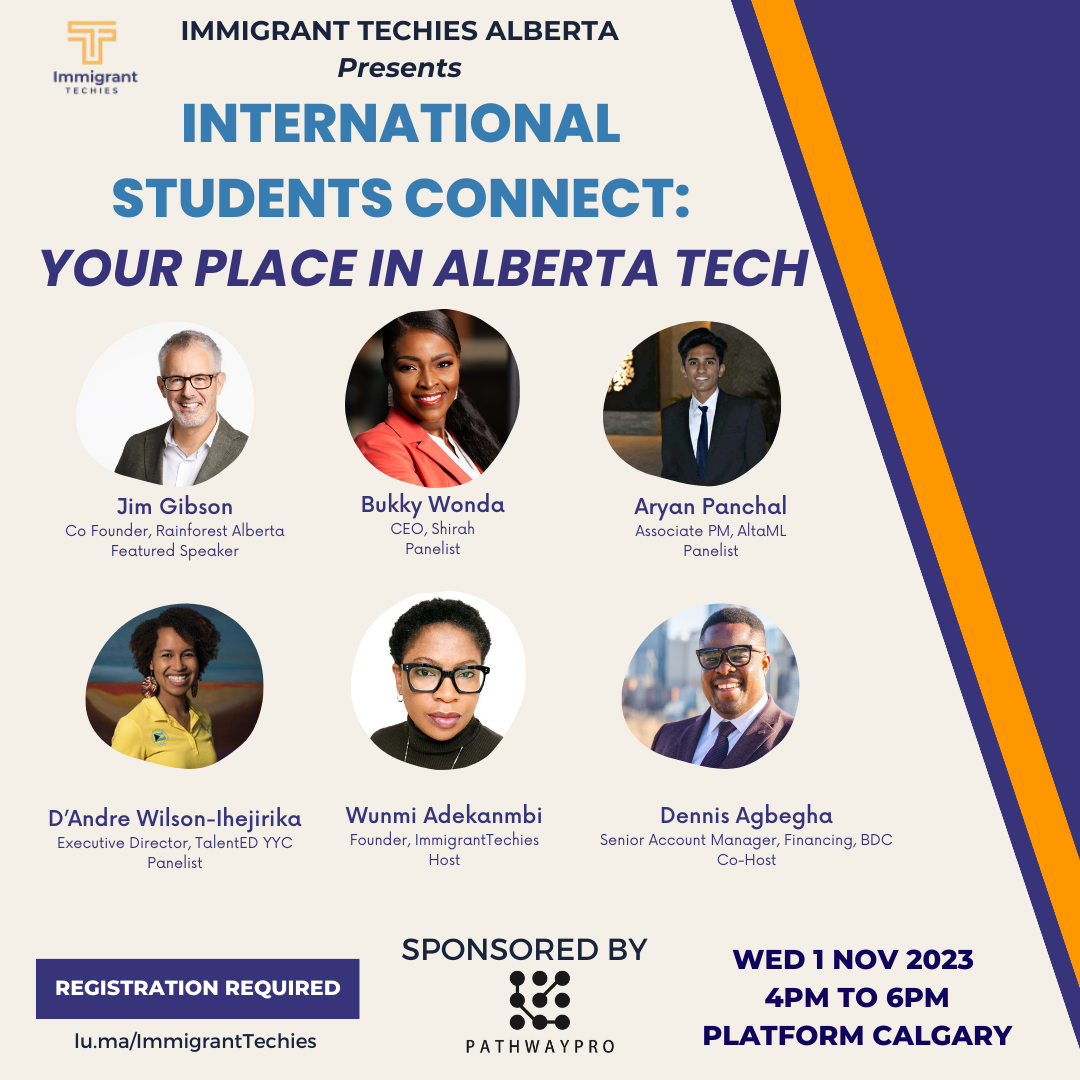 Immigrant
TECHIES
IMMIGRANT TECHIES ALBERTA
Presents
INTERNATIONAL
STUDENTS CONNECT:
YOUR PLACE IN ALBERTA TECH
Jim Gibson
Co Founder, Rainforest Alberta
Featured Speaker
Bukky Wonda
CEO, Shirah
Panelist
Aryan Panchal
Associate PM, AltaML
Panelist
D'Andre Wilson-Ihejirika
Executive Director, TalentED YYC
Panelist
Wunmi Adekanmbi
Founder, ImmigrantTechies
Host
Dennis Agbegha
Senior Account Manager, Financing, BDC
Co-Host
REGISTRATION REQUIRED
lu.ma/ImmigrantTechies
SPONSORED BY
PATHWAYPRO
WED 1 NOV 2023
4PM TO 6PM
PLATFORM CALGARY